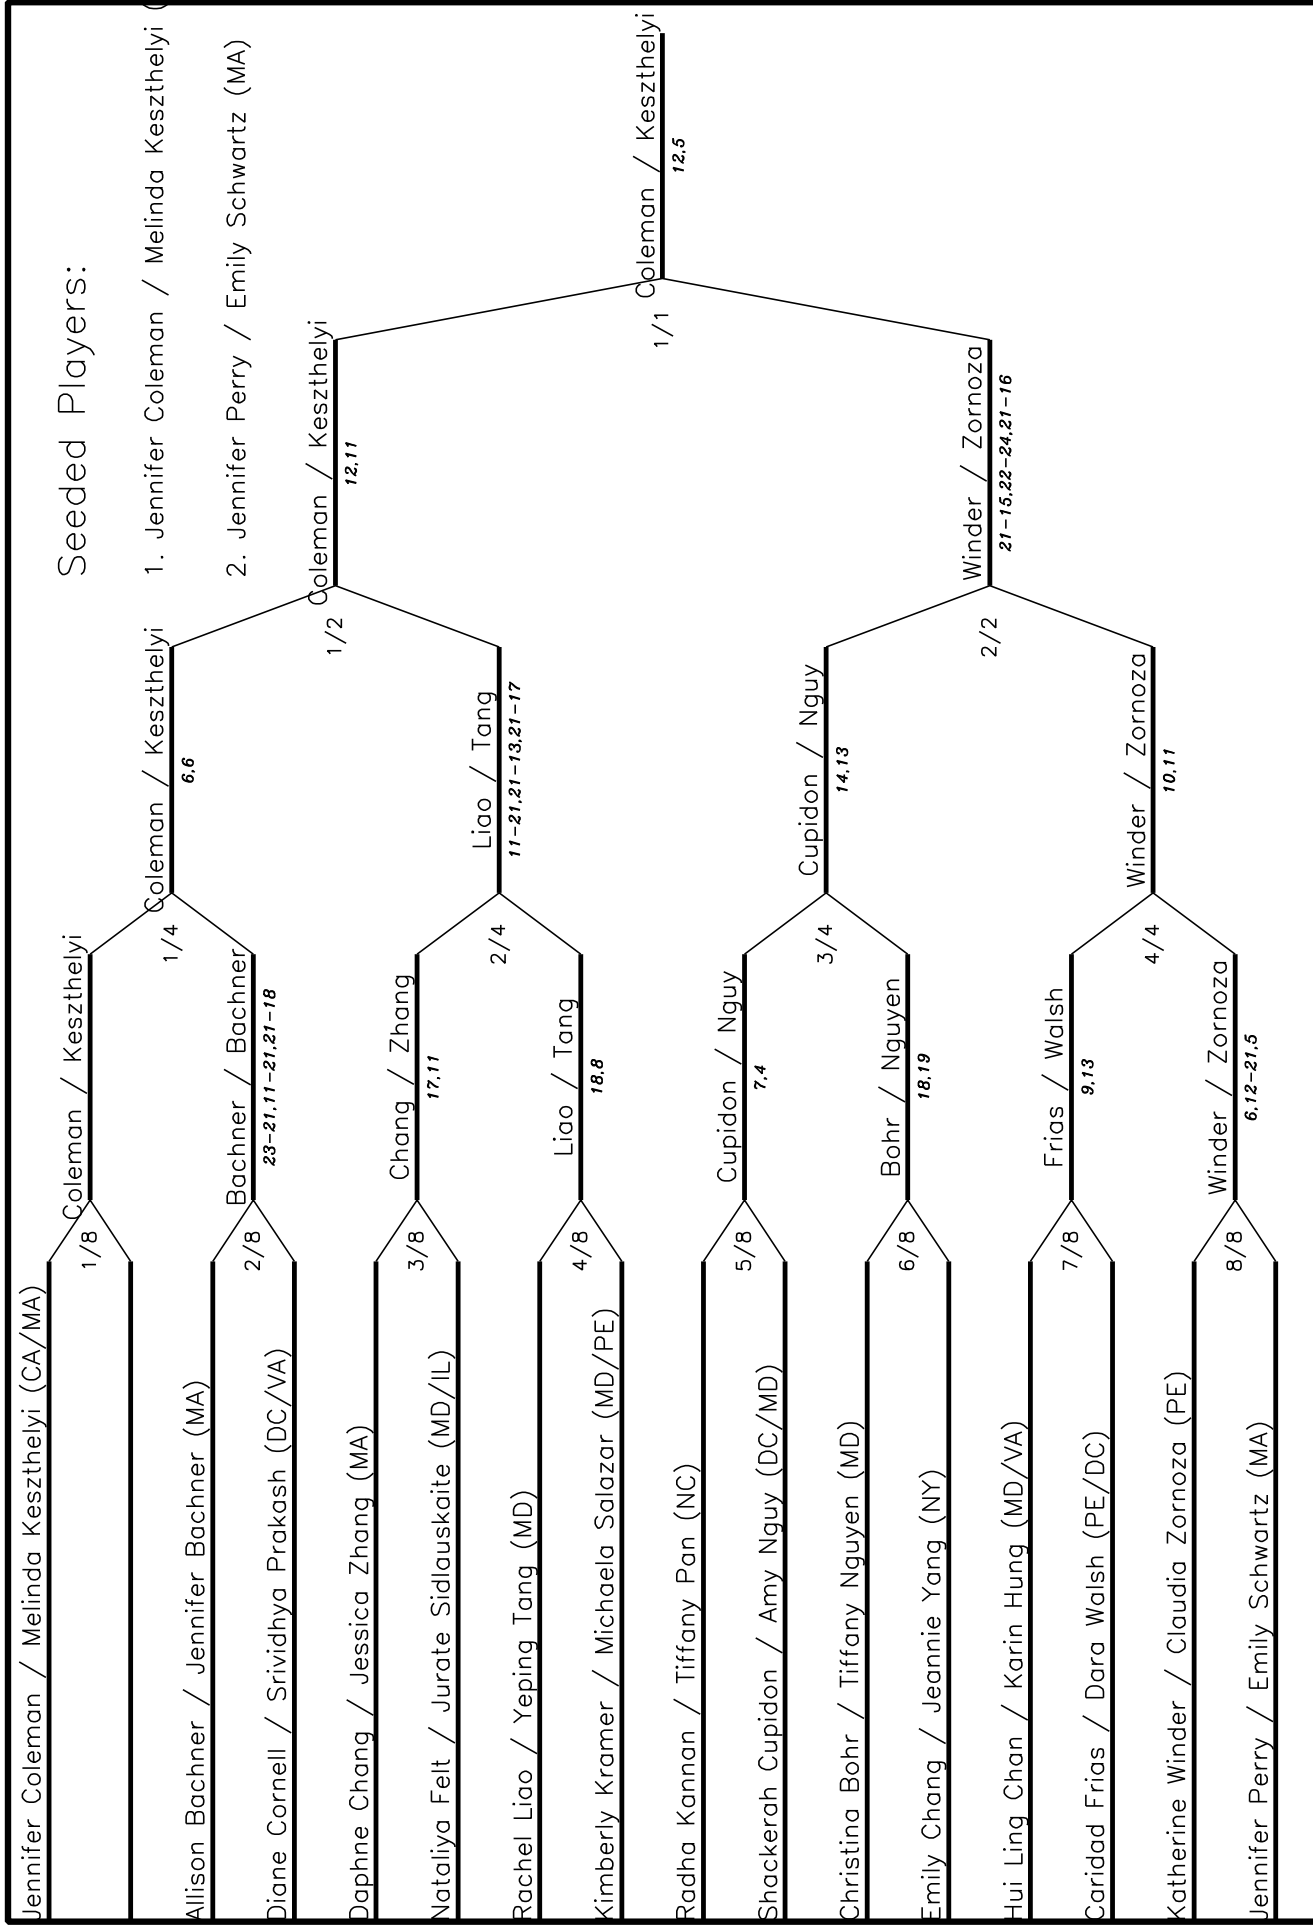 Seeded Players:
1. Jennifer Coleman / Melinda Keszthelyi (
2. Jennifer Perry / Emily Schwartz (MA)
Jennifer Coleman / Melinda Keszthelyi (CA/MA)
Allison Bachner / Jennifer Bachner (MA)
Diane Cornell / Srividhya Prakash (DC/VA)
Daphne Chang / Jessica Zhang (MA)
Nataliya Felt / Jurate Sidlauskaite (MD/IL)
Rachel Liao / Yeping Tang (MD)
Kimberly Kramer / Michaela Salazar (MD/PE)
Radha Kannan / Tiffany Pan (NC)
Shackerah Cupidon / Amy Nguy (DC/MD)
Christina Bohr / Tiffany Nguyen (MD)
Emily Chang / Jeannie Yang (NY)
Hui Ling Chan / Karin Hung (MD/VA)
Caridad Frias / Dara Walsh (PE/DC)
Katherine Winder / Claudia Zornoza (PE)
Jennifer Perry / Emily Schwartz (MA)
1/8
2/8
3/8
4/8
5/8
6/8
7/8
8/8
Coleman / Keszthelyi
Bachner / Bachner
23-21,11-21,21-18
Chang / Zhang
17,11
Liao / Tang
18,8
Cupidon / Nguy
7,4
Bohr / Nguyen
18,19
Frias / Walsh
9,13
Winder / Zornoza
6,12-21,5
1/4
2/4
3/4
4/4
Coleman / Keszthelyi
6,6
Liao / Tang
11-21,21-13,21-17
Cupidon / Nguy
14,13
Winder / Zornoza
10,11
1/2
2/2
Coleman / Keszthelyi
12,11
Winder / Zornoza
21-15,22-24,21-16
1/1
Coleman / Keszthelyi
12,5